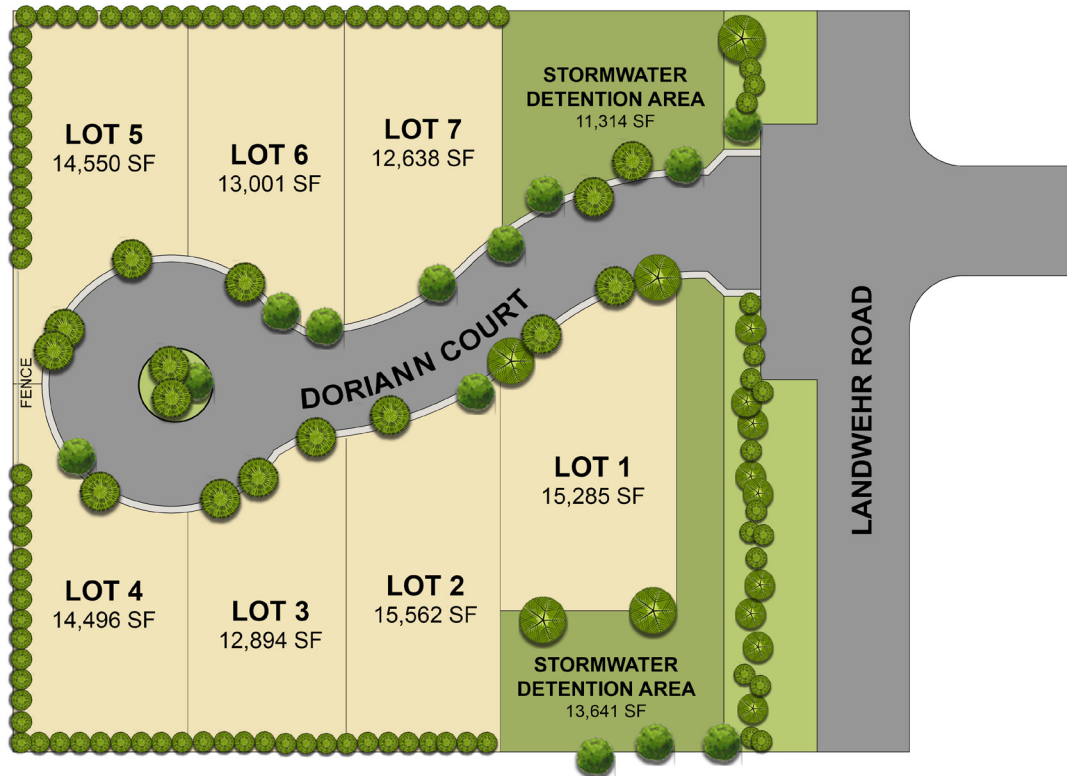 STORMWATER
DETENTION AREA
11,314 SF
LOT 5
14,550 SF
LOT 6
13,001 SF
LOT 7
12,638 SF
FENCE
DORIANN COURT
LANDWEHR ROAD
LOT 1
15,285 SF
LOT 4
14,496 SF
LOT 3
12,894 SF
LOT 2
15,562 SF
STORMWATER
DETENTION AREA
13,641 SF